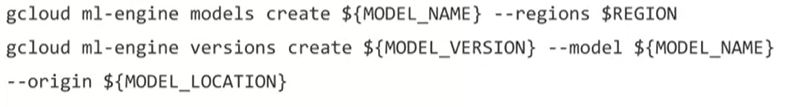 gcloud ml-engine models create ${MODEL_NAME} --regions $REGION
gcloud ml-engine versions create ${MODEL_VERSION} --model ${MODEL_NAME}
--origin ${MODEL_LOCATION}